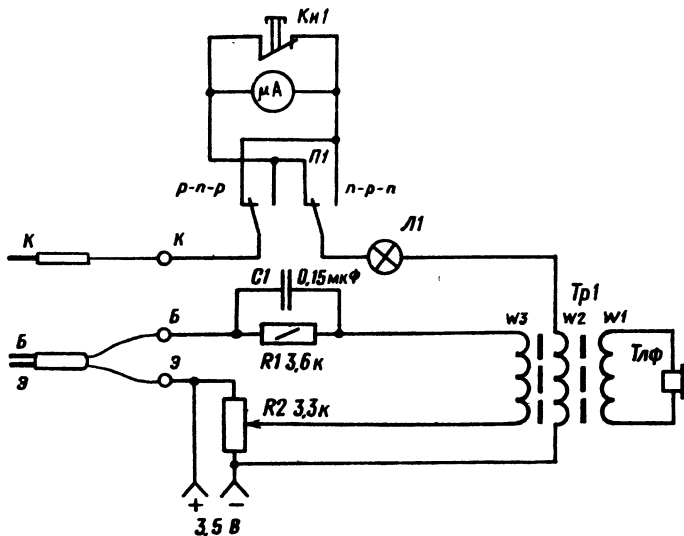 Кн1
μA
П1
p-n-p
n-p-n
К
К
Л1
С1
0,15мкФ
Б
Б
Э
Э
R1 3,6к
R2 3,3к
Тр1
w3
w2
w1
Тлф
+
−
3,5 В